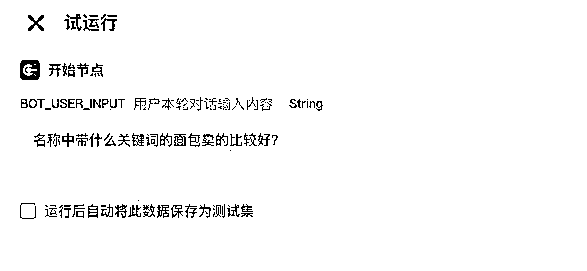 试运行
开始节点
BOT_USER_INPUT 用户本轮对话输入内容 String
名称中带什么关键词的面包卖的比较好?
运行后自动将此数据保存为测试集